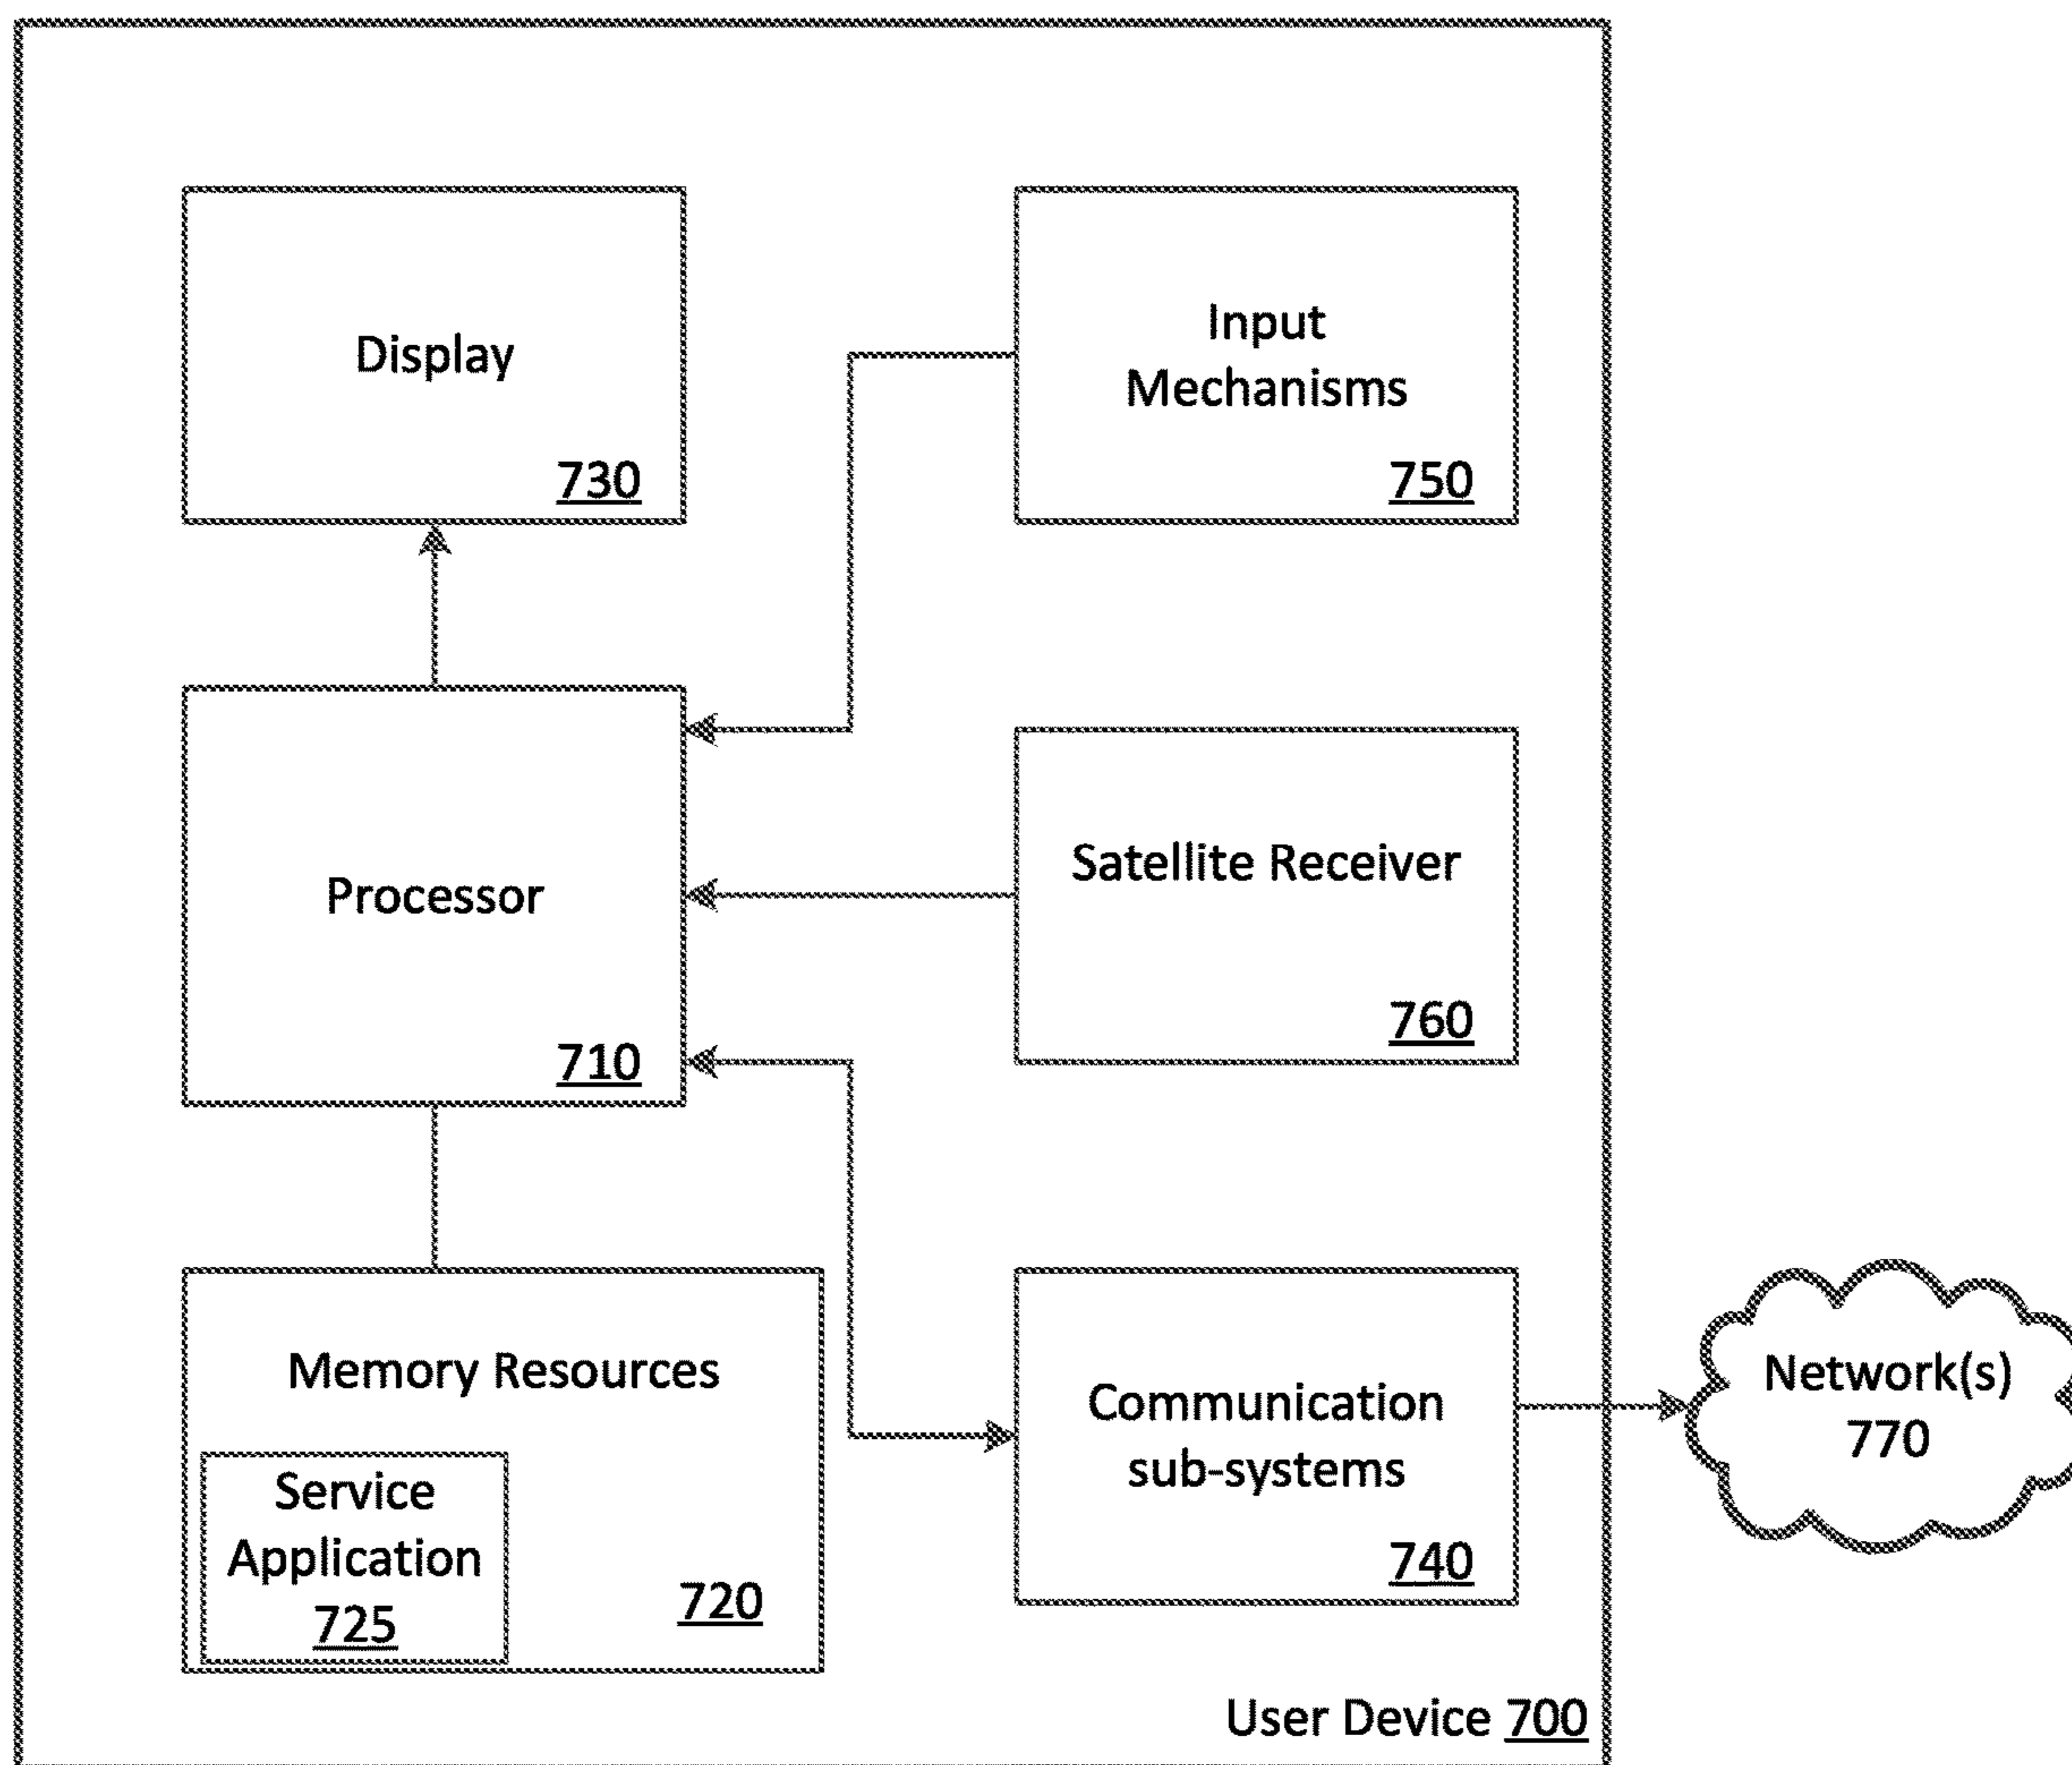 Display
730
Input
Mechanisms
750
Processor
710
Satellite Receiver
760
Memory Resources
Service
Application
725
720
Communication
sub-systems
740
Network(s)
770
User Device 700